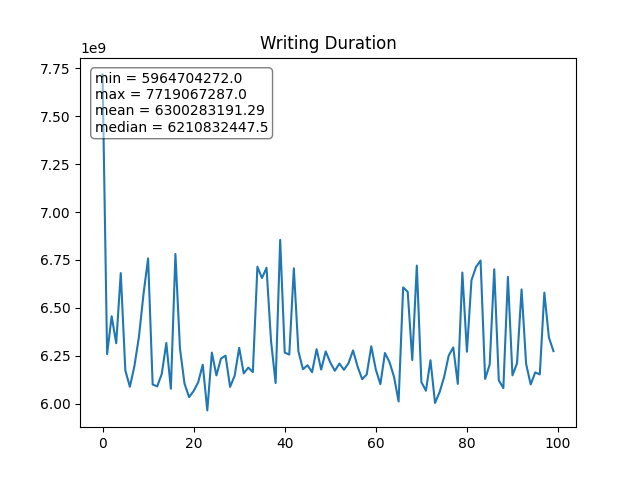 Writing Duration
1e9
7.75
7.50
7.25
7.00
6.75
6.50
6.25
6.00
min = 5964704272.0
max = 7719067287.0
mean = 6300283191.29
median = 6210832447.5
0 20 40 60 80 100